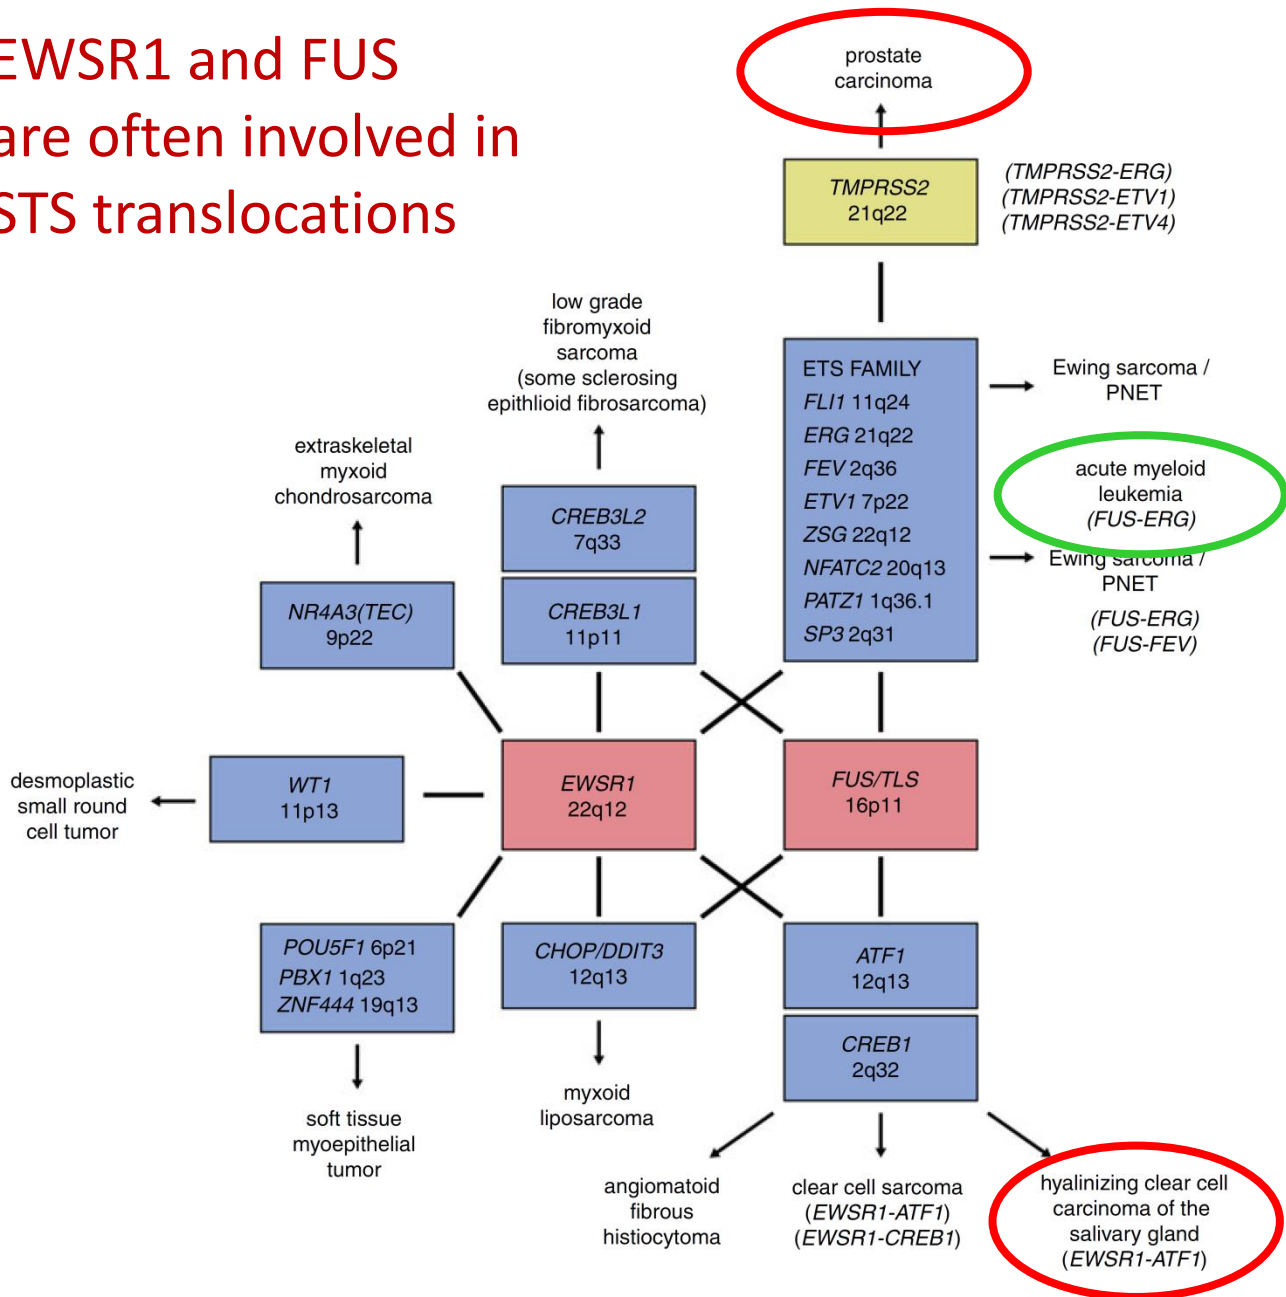 EWSR1 and FUS
are often involved in
STS translocations
prostate
carcinoma
TMPRSS2
21q22
(TMPRSS2-ERG)
(TMPRSS2-ETV1)
(TMPRSS2-ETV4)
low grade
fibromyxoid
sarcoma
(some sclerosing
epithlioid fibrosarcoma)
ETS FAMILY
FLI1 11q24
ERG 21q22
FEV 2q36
ETV1 7p22
ZSG 22q12
NFATC2 20q13
PATZ1 1q36.1
SP3 2q31
Ewing sarcoma /
PNET
acute myeloid
leukemia
(FUS-ERG)
Ewing sarcoma /
PNET
(FUS-ERG)
(FUS-FEV)
extraskeletal
myxoid
chondrosarcoma
CREB3L2
7q33
NR4A3(TEC)
9p22
CREB3L1
11p11
desmoplastic
small round
cell tumor
WT1
11p13
EWSR1
22q12
FUS/TLS
16p11
POU5F1 6p21
PBX1 1q23
ZNF444 19q13
CHOP/DDIT3
12q13
ATF1
12q13
CREB1
2q32
soft tissue
myoepithelial
tumor
myxoid
liposarcoma
angiomatoid
fibrous
histiocytoma
clear cell sarcoma
(EWSR1-ATF1)
(EWSR1-CREB1)
hyalinizing clear cell
carcinoma of the
salivary gland
(EWSR1-ATF1)